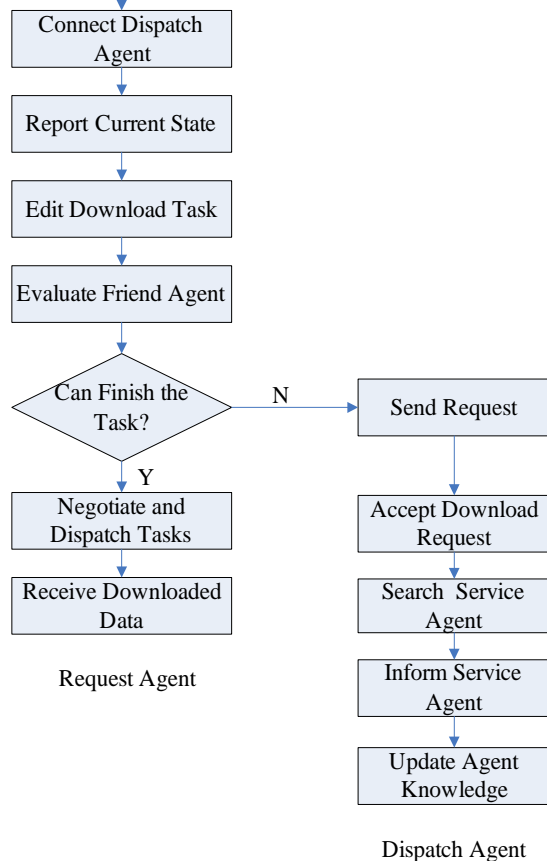 Connect Dispatch
Agent
Report Current State
Edit Download Task
Evaluate Friend Agent
Can Finish the
Task?
N
Y
Negotiate and
Dispatch Tasks
Receive Downloaded
Data
Request Agent
Send Request
Accept Download
Request
Search Service
Agent
Inform Service
Agent
Update Agent
Knowledge
Dispatch Agent